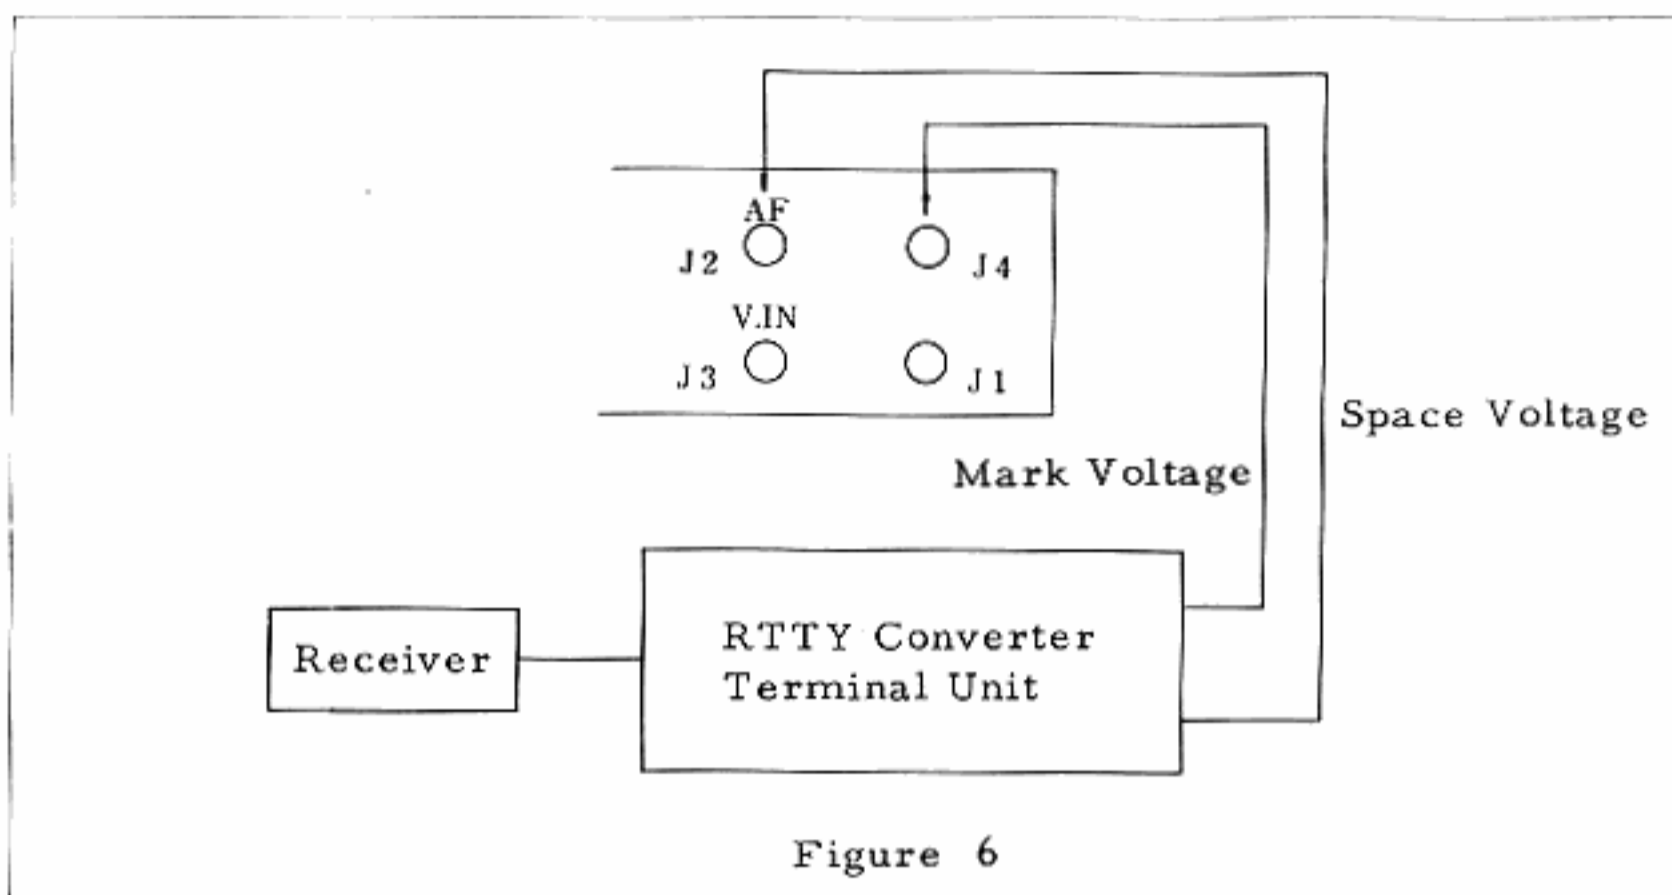 AF
J2
J4
V.IN
J3
J1
Space Voltage
Mark Voltage
RTTY Converter
Terminal Unit
Receiver
Figure 6